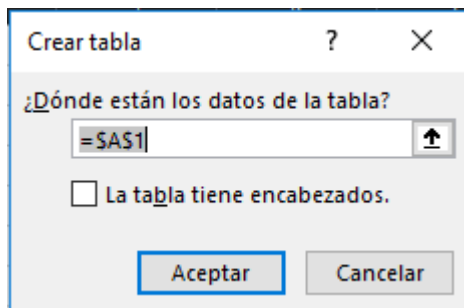 Crear tabla
¿Dónde están los datos de la tabla?
=$A$1
La tabla tiene encabezados.
Aceptar Cancelar